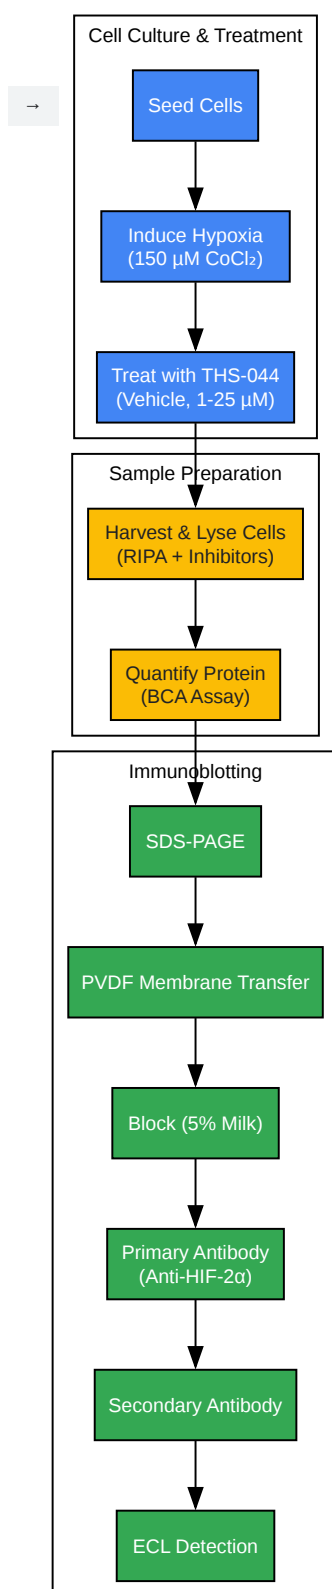 Cell Culture & Treatment
→
Seed Cells
Induce Hypoxia
(150 µM CoCl₂)
Treat with THS-044
(Vehicle, 1-25 µM)
Sample Preparation
Harvest & Lyse Cells
(RIPA + Inhibitors)
Quantify Protein
(BCA Assay)
Immunoblotting
SDS-PAGE
PVDF Membrane Transfer
Block (5% Milk)
Primary Antibody
(Anti-HIF-2α)
Secondary Antibody
ECL Detection